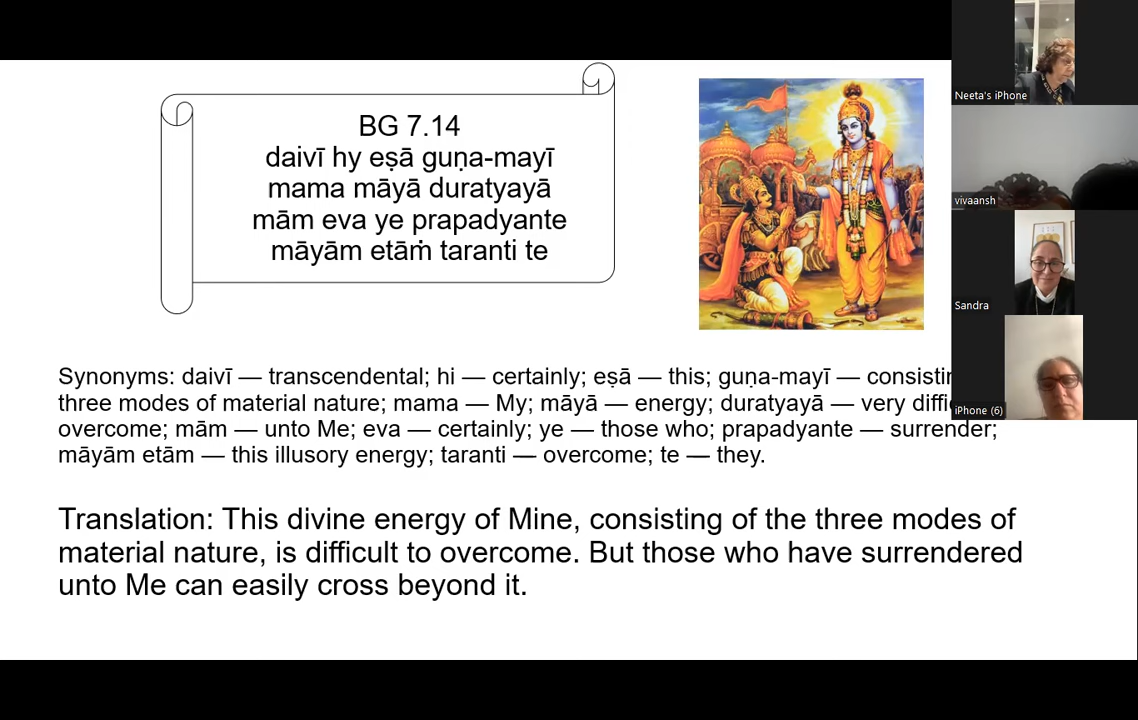 BG 7.14
daivī hy eṣā guṇa-mayī
mama māyā duratyayā
mām eva ye prapadyante
māyām etāṁ taranti te
Synonyms: daivī — transcendental; hi — certainly; eṣā — this; guṇa-mayī —
three modes of material nature; mama — My; māyā — energy; duratyayā — very
overcome; mām — unto Me; eva — certainly; ye — those who; prapadyante — surrender;
māyām etām — this illusory energy; taranti — overcome; te — they.
Translation: This divine energy of Mine, consisting of the three modes of
material nature, is difficult to overcome. But those who have surrendered
unto Me can easily cross beyond it.
Neeta's iPhone
vivaansh
Sandra
iPhone (6)